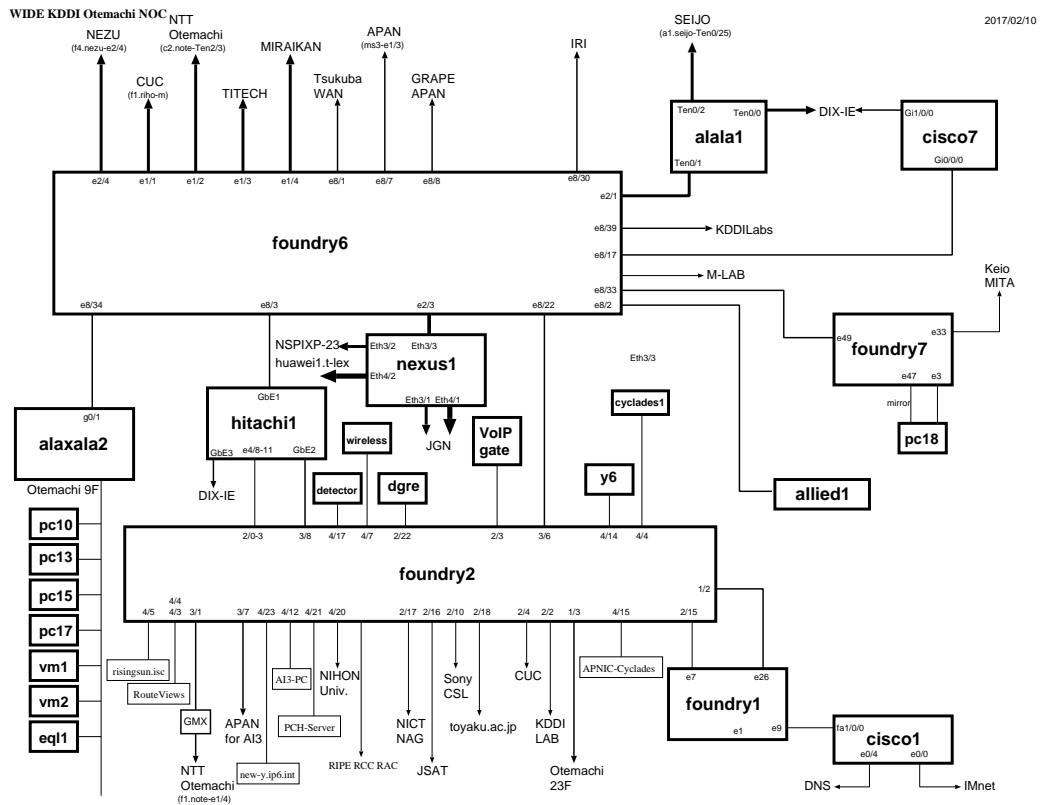 WIDE KDDI Otemachi NOC
2017/02/10
NEZU
(f4.nezu-e2/4)
NTT
Otemachi
(c2.note-Ten2/3)
CUC
(f1.riho-m)
TITECH
MIRAIKAN
Tsukuba
WAN
APAN
(ms3-e1/3)
GRAPE
APAN
IRI
SEIJO
(a1.seijo-Ten0/25)
Ten0/2
Ten0/0
alala1
Ten0/1
DIX-IE
Gi1/0/0
cisco7
Gi0/0/0
e2/4
e1/1
e1/2
e1/3
e1/4
e8/1
e8/7
e8/8
e8/30
e2/1
foundry6
e8/39
KDDILabs
e8/17
M-LAB
e8/33
e8/2
e8/34
e8/3
e2/3
e8/22
Keio
MITA
e49
e33
foundry7
e47
e3
mirror
pc18
NSPIXP-23
huawei1.t-lex
Eth3/2
Eth3/3
nexus1
Eth4/2
Eth3/1
Eth4/1
JGN
Eth3/3
GbE1
hitachi1
GbE3
e4/8-11
GbE2
DIX-IE
g0/1
alaxala2
Otemachi 9F
pc10
pc13
pc15
pc17
vm1
vm2
eql1
wireless
detector
dgre
VoIP
gate
cyclades1
y6
allied1
2/0-3
3/8
4/17
4/7
2/22
2/3
3/6
4/14
4/4
foundry2
1/2
4/5
4/4
4/3
3/1
3/7
4/23
4/12
4/21
4/20
2/17
2/16
2/10
2/18
2/4
2/2
1/3
4/15
2/15
risingsun.isc
RouteViews
GMX
NTT
Otemachi
(f1.note-e1/4)
APAN
for AI3
new-y.ip6.int
AI3-PC
PCH-Server
NIHON
Univ.
RIPE RCC RAC
NICT
NAG
JSAT
Sony
CSL
toyaku.ac.jp
CUC
KDDI
LAB
Otemachi
23F
APNIC-Cyclades
e7
e26
foundry1
e1
e9
fa1/0/0
cisco1
e0/4
e0/0
DNS
IMnet